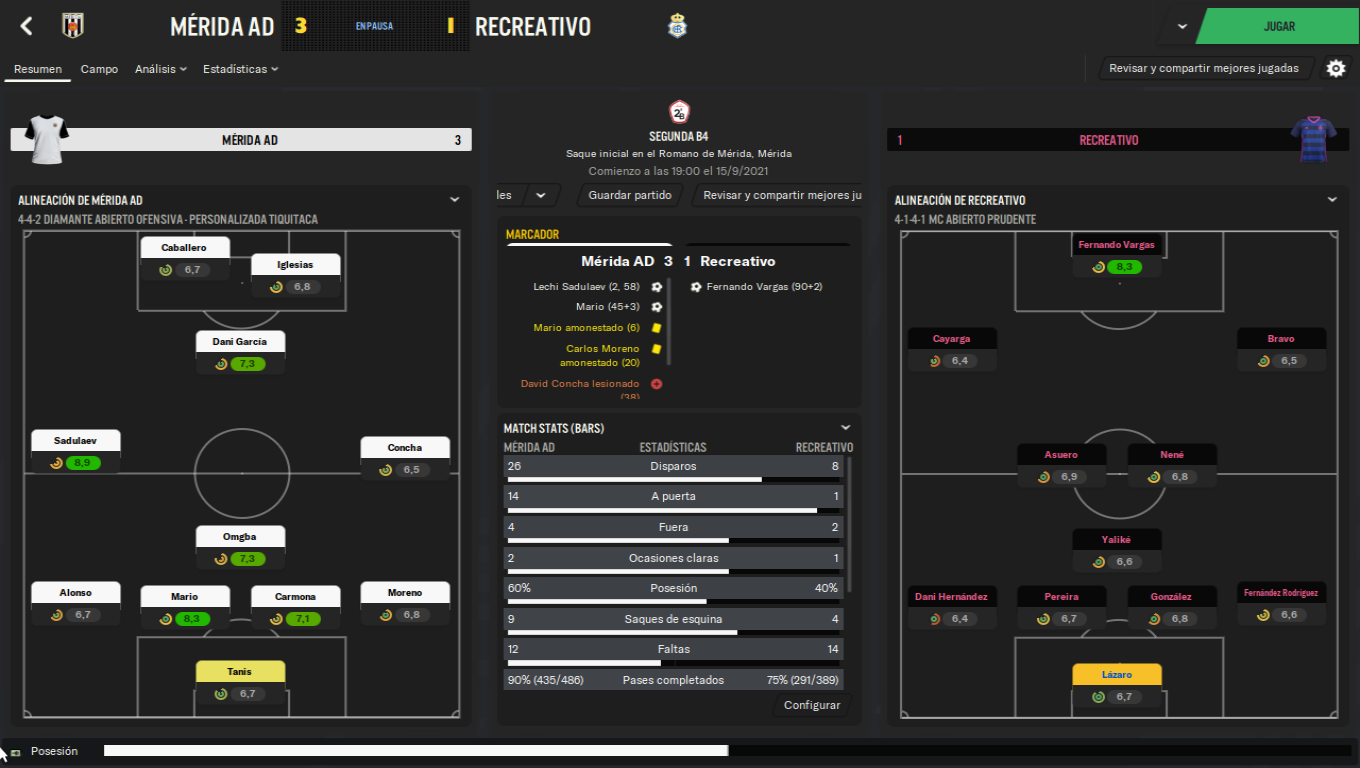 MÉRIDA AD 3 EN PAUSA 1 RECREATIVO
JUGAR
Resumen Campo Análisis Estadísticas
Revisar y compartir mejores jugadas
MÉRIDA AD 3
ALINEACIÓN DE MÉRIDA AD
4-4-2 DIAMANTE ABIERTO OFENSIVA - PERSONALIZADA TIQUITACA
Caballero
6,7
Iglesias
6,8
Dani García
7,3
Sadulaev
8,9
Concha
6,5
Omgba
7,3
Alonso
6,7
Mario
8,3
Carmona
7,1
Moreno
6,8
Tanis
6,7
2ªB
SEGUNDA B4
Saque inicial en el Romano de Mérida, Mérida
Comienzo a las 19:00 el 15/9/2021
les
Guardar partido
Revisar y compartir mejores ju
MARCADOR
Mérida AD 3 1 Recreativo
Lechi Sadulaev (2, 58)
Fernando Vargas (90+2)
Mario (45+3)
Mario amonestado (6)
Carlos Moreno
amonestado (20)
David Concha lesionado
(38)
MATCH STATS (BARS)
MÉRIDA AD ESTADÍSTICAS RECREATIVO
26 Disparos 8
14 A puerta 1
4 Fuera 2
2 Ocasiones claras 1
60% Posesión 40%
9 Saques de esquina 4
12 Faltas 14
90% (435/486) Pases completados 75% (291/389)
Configurar
1 RECREATIVO
ALINEACIÓN DE RECREATIVO
4-1-4-1 MC ABIERTO PRUDENTE
Fernando Vargas
8,3
Cayarga
6,4
Bravo
6,5
Asuero
6,9
Nené
6,8
Yaliké
6,6
Dani Hernández
6,4
Pereira
6,7
González
6,8
Fernández Rodríguez
6,6
Lázaro
6,7
Posesión